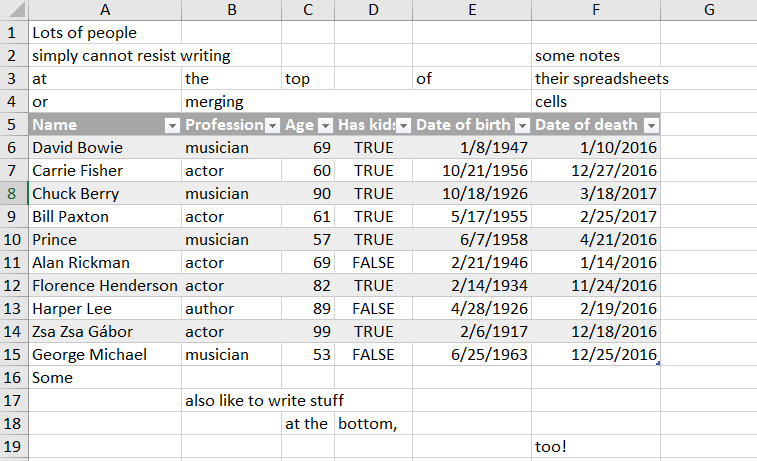 A B C D E F G
1 Lots of people
2 simply cannot resist writing some notes
3 at the top of their spreadsheets
4 or merging cells
5 Name Profession Age Has kids Date of birth Date of death
6 David Bowie musician 69 TRUE 1/8/1947 1/10/2016
7 Carrie Fisher actor 60 TRUE 10/21/1956 12/27/2016
8 Chuck Berry musician 90 TRUE 10/18/1926 3/18/2017
9 Bill Paxton actor 61 TRUE 5/17/1955 2/25/2017
10 Prince musician 57 TRUE 6/7/1958 4/21/2016
11 Alan Rickman actor 69 FALSE 2/21/1946 1/14/2016
12 Florence Henderson actor 82 TRUE 2/14/1934 11/24/2016
13 Harper Lee author 89 FALSE 4/28/1926 2/19/2016
14 Zsa Zsa Gábor actor 99 TRUE 2/6/1917 12/18/2016
15 George Michael musician 53 FALSE 6/25/1963 12/25/2016
16 Some
17 also like to write stuff
18 at the bottom,
19 too!